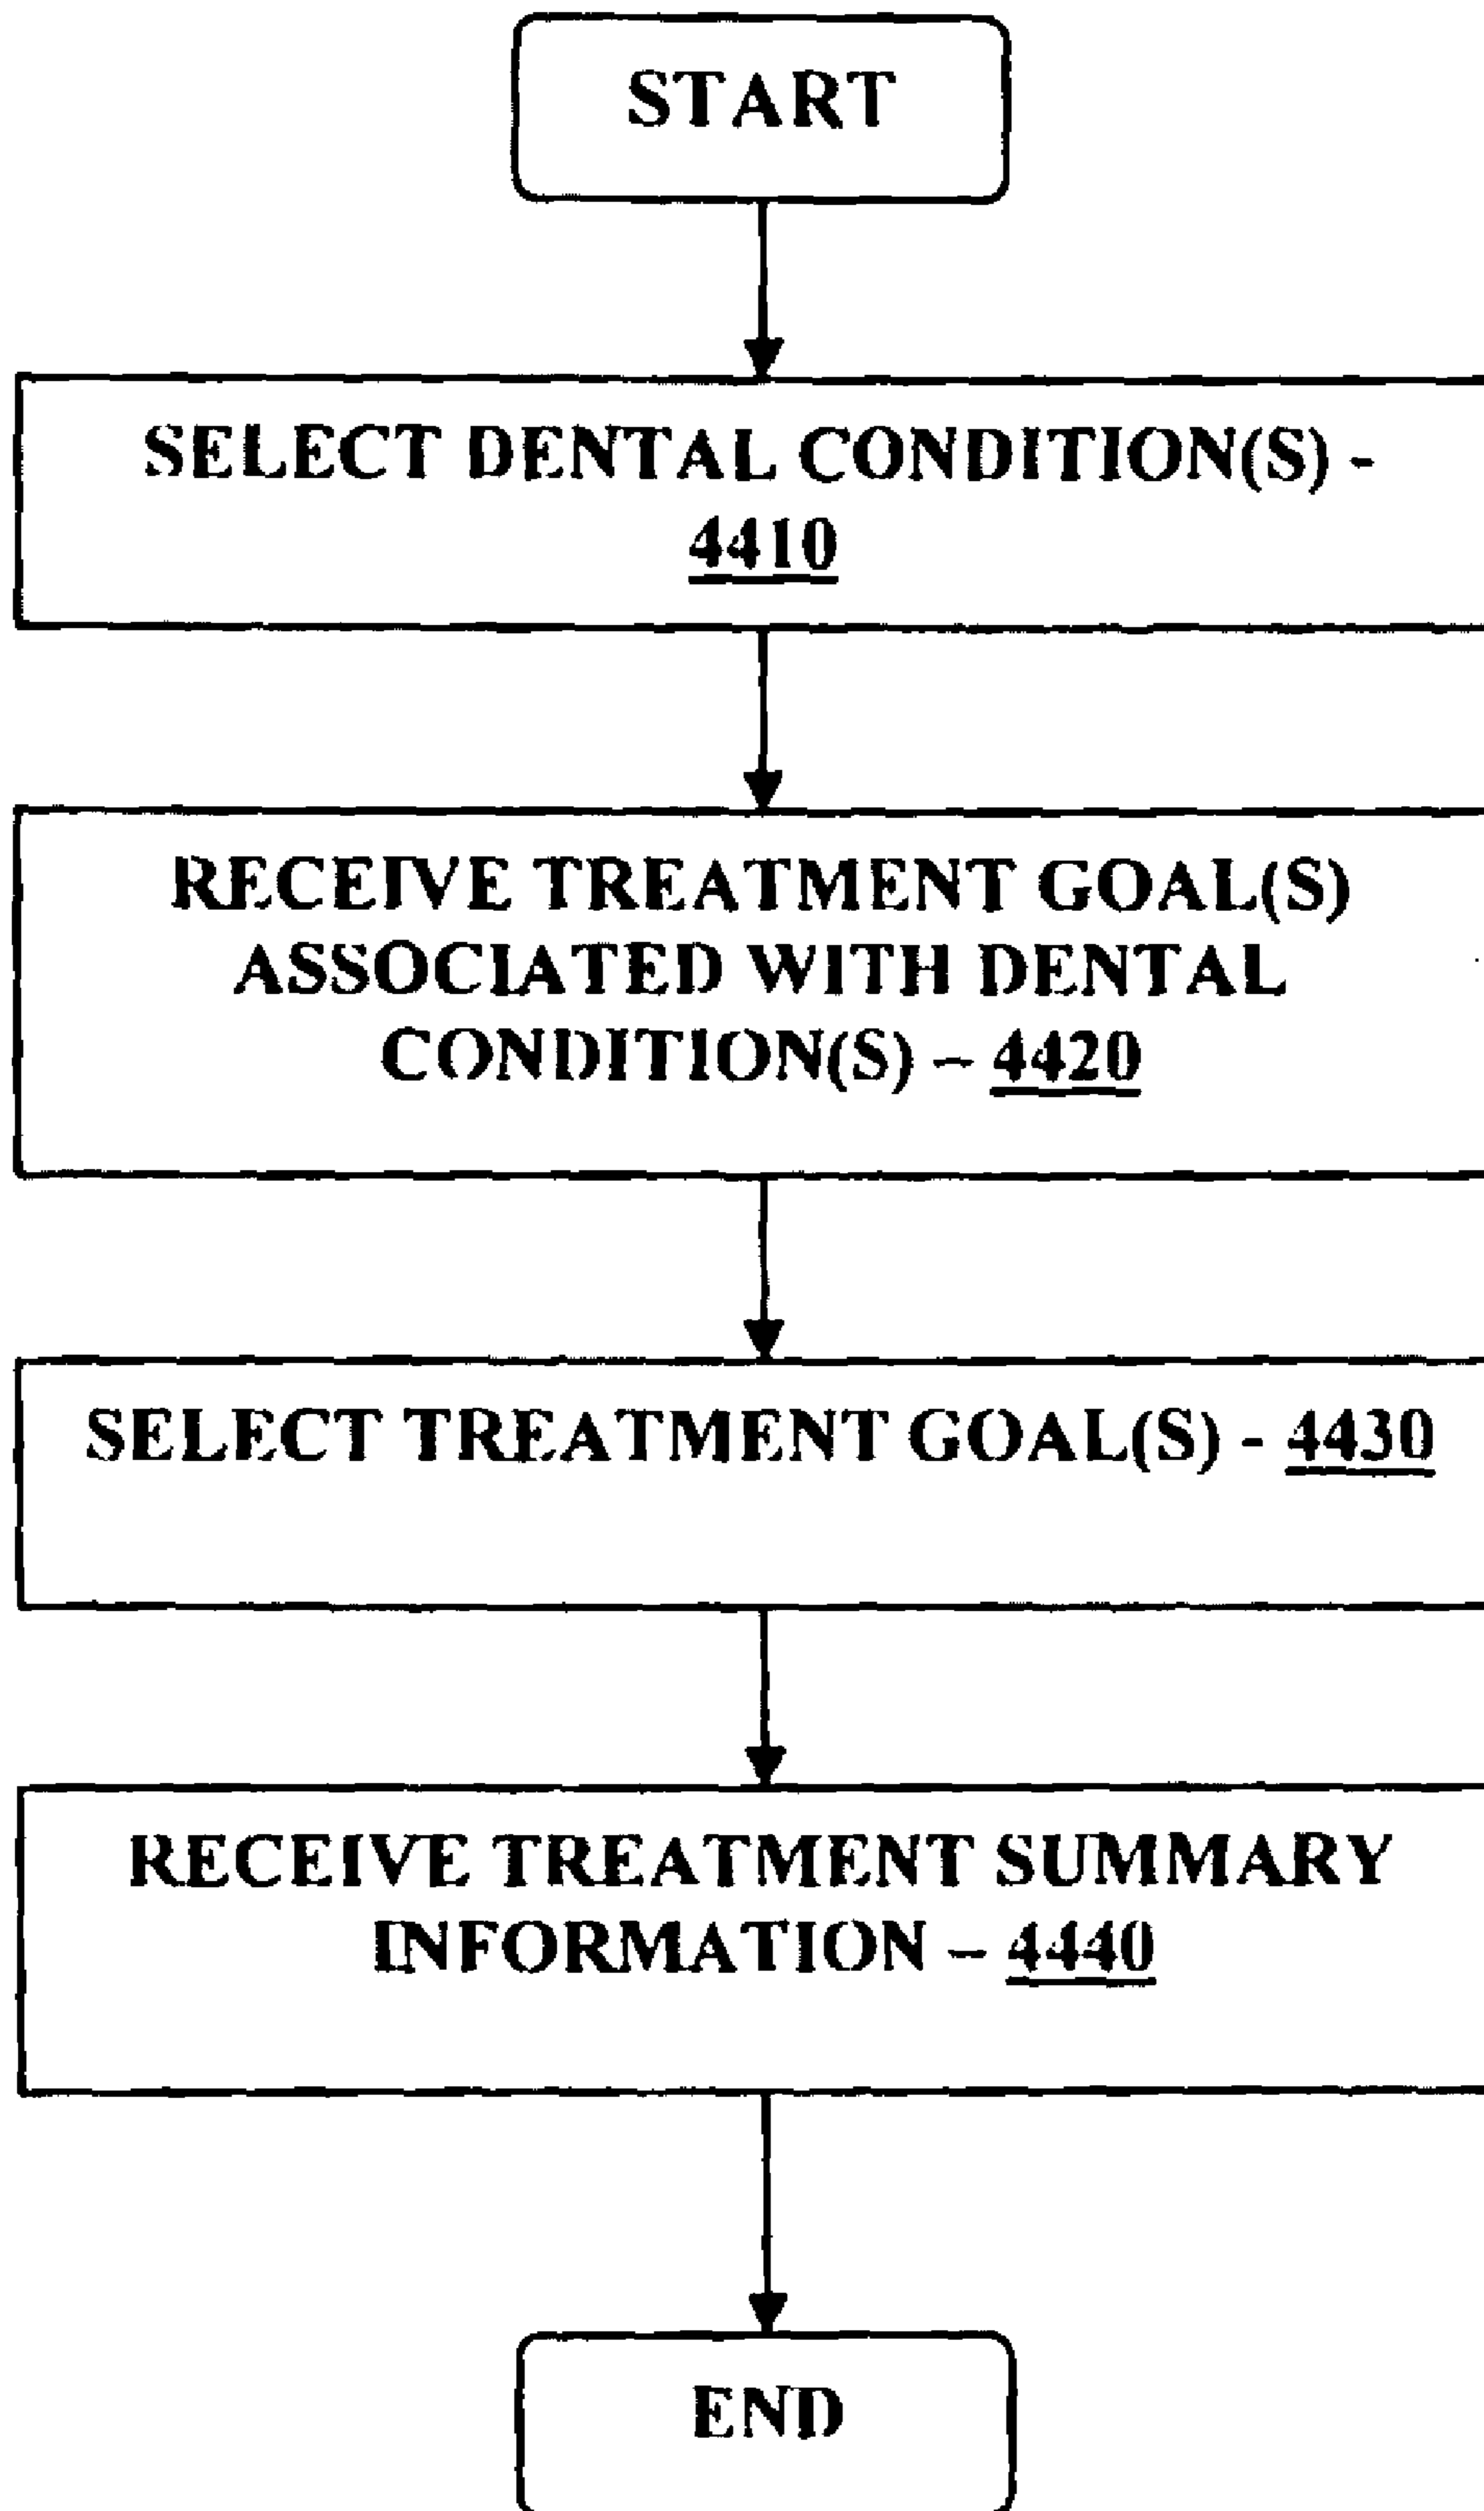 START
SELECT DENTAL CONDITION(S) -
4410
RECEIVE TREATMENT GOAL(S)
ASSOCIATED WITH DENTAL
CONDITION(S) – 4420
SELECT TREATMENT GOAL(S) - 4430
RECEIVE TREATMENT SUMMARY
INFORMATION – 4440
END